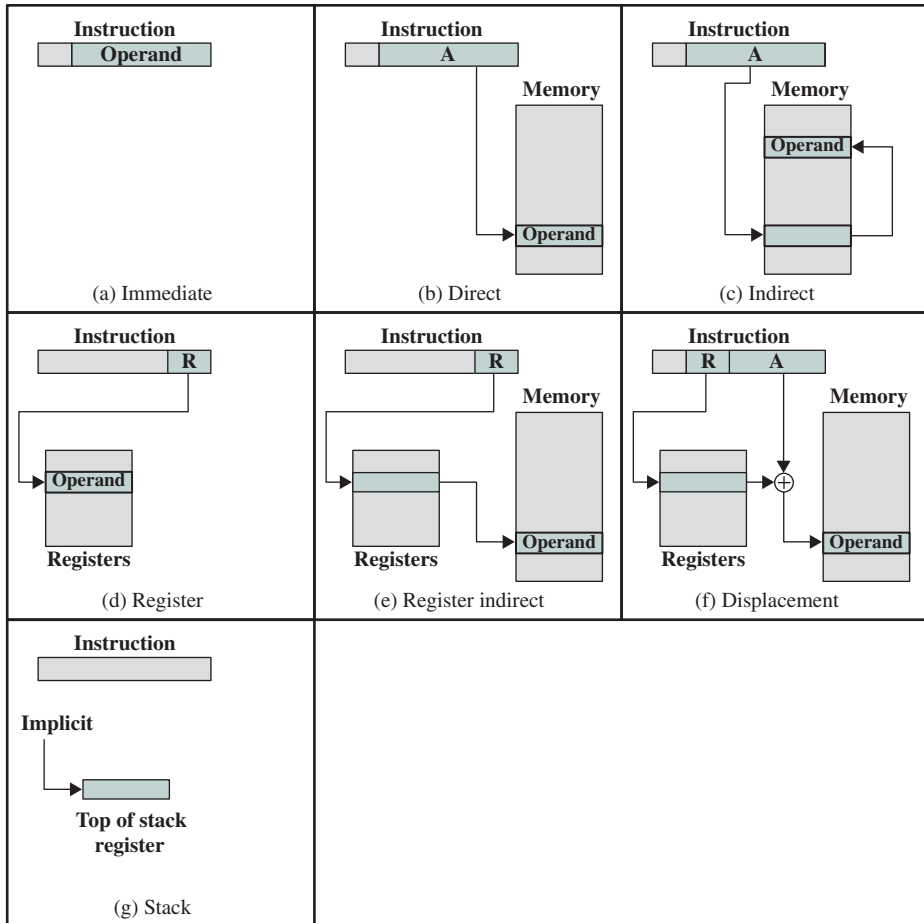 Instruction
Operand
(a) Immediate
Instruction
A
Memory
Operand
(b) Direct
Instruction
A
Memory
Operand
(c) Indirect
Instruction
R
Operand
Registers
(d) Register
Instruction
R
Memory
Operand
Registers
(e) Register indirect
Instruction
R A
Memory
+
Operand
Registers
(f) Displacement
Instruction
Implicit
Top of stack
register
(g) Stack